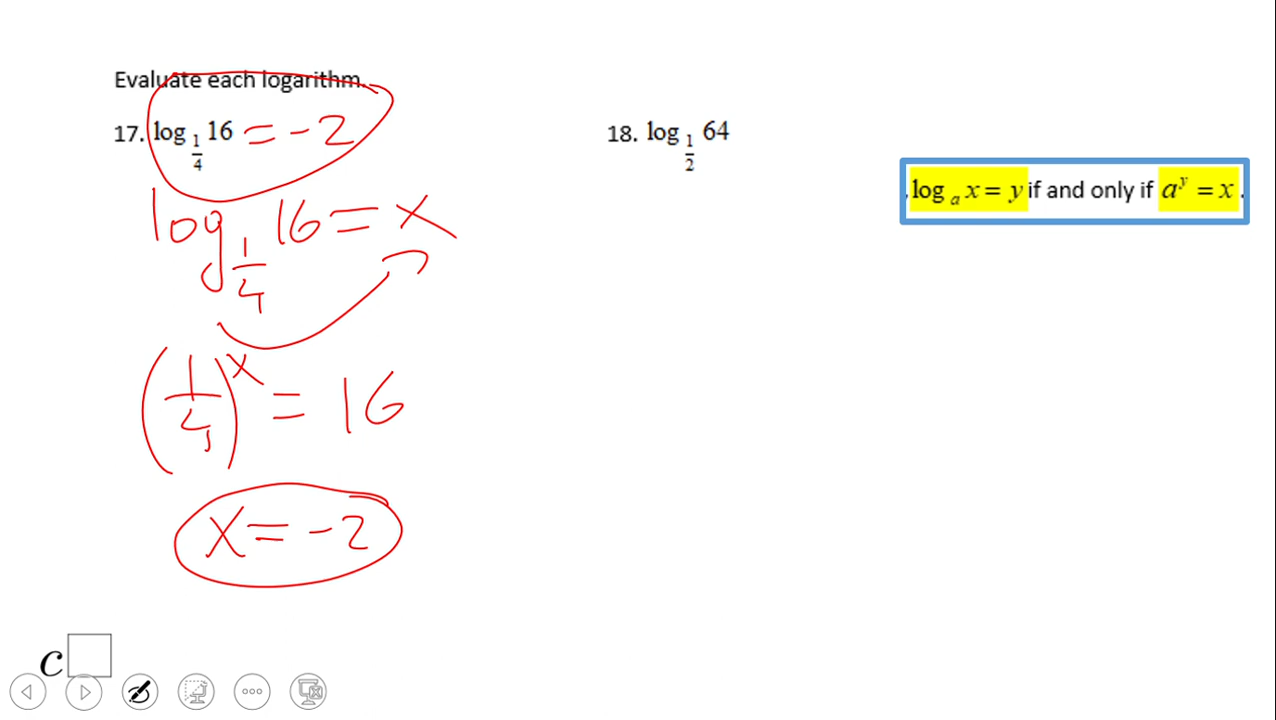 Evaluate each logarithm.
17. log 1/4 16 = -2
log 1/4 16 = x
(1/4)^x = 16
x = -2
18. log 1/2 64
log a x = y if and only if a^y = x.
c